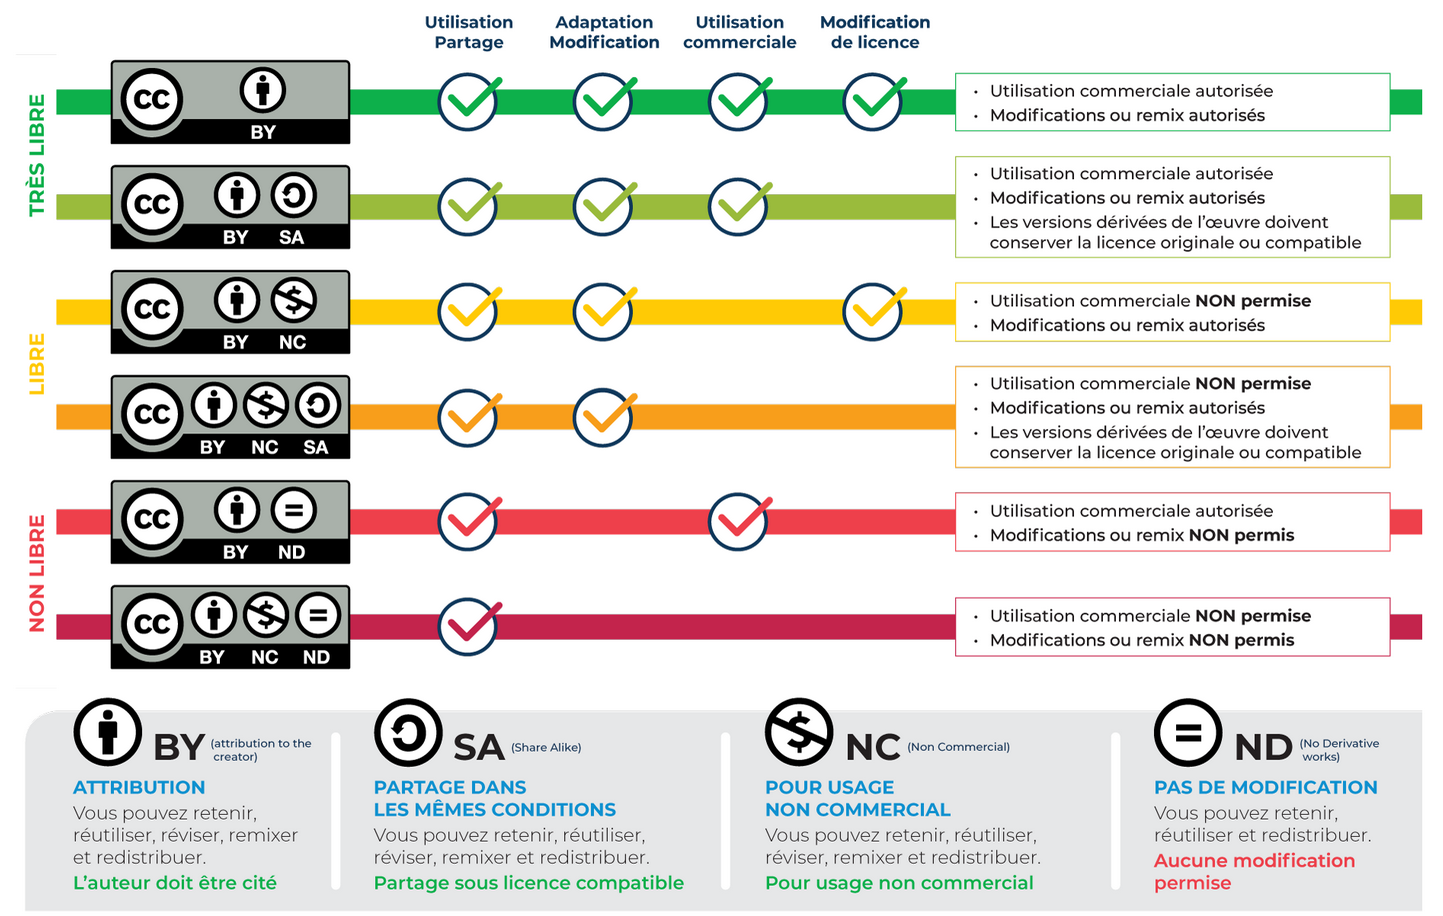 Utilisation
Partage
Adaptation
Modification
Utilisation
commerciale
Modification
de licence
TRÈS LIBRE
CC
BY
• Utilisation commerciale autorisée
• Modifications ou remix autorisés
CC
BY SA
• Utilisation commerciale autorisée
• Modifications ou remix autorisés
• Les versions dérivées de l'œuvre doivent
conserver la licence originale ou compatible
LIBRE
CC
$
BY NC
• Utilisation commerciale NON permise
• Modifications ou remix autorisés
CC
$
BY NC SA
• Utilisation commerciale NON permise
• Modifications ou remix autorisés
• Les versions dérivées de l'œuvre doivent
conserver la licence originale ou compatible
NON LIBRE
CC
=
BY ND
• Utilisation commerciale autorisée
• Modifications ou remix NON permis
CC
$ =
BY NC ND
• Utilisation commerciale NON permise
• Modifications ou remix NON permis
BY (attribution to the
creator)
ATTRIBUTION
Vous pouvez retenir,
réutiliser, réviser, remixer
et redistribuer.
L'auteur doit être cité
SA (Share Alike)
PARTAGE DANS
LES MÊMES CONDITIONS
Vous pouvez retenir, réutiliser,
réviser, remixer et redistribuer.
Partage sous licence compatible
$
NC (Non Commercial)
POUR USAGE
NON COMMERCIAL
Vous pouvez retenir, réutiliser,
réviser, remixer et redistribuer.
Pour usage non commercial
=
ND (No Derivative
works)
PAS DE MODIFICATION
Vous pouvez retenir,
réutiliser et redistribuer.
Aucune modification
permise